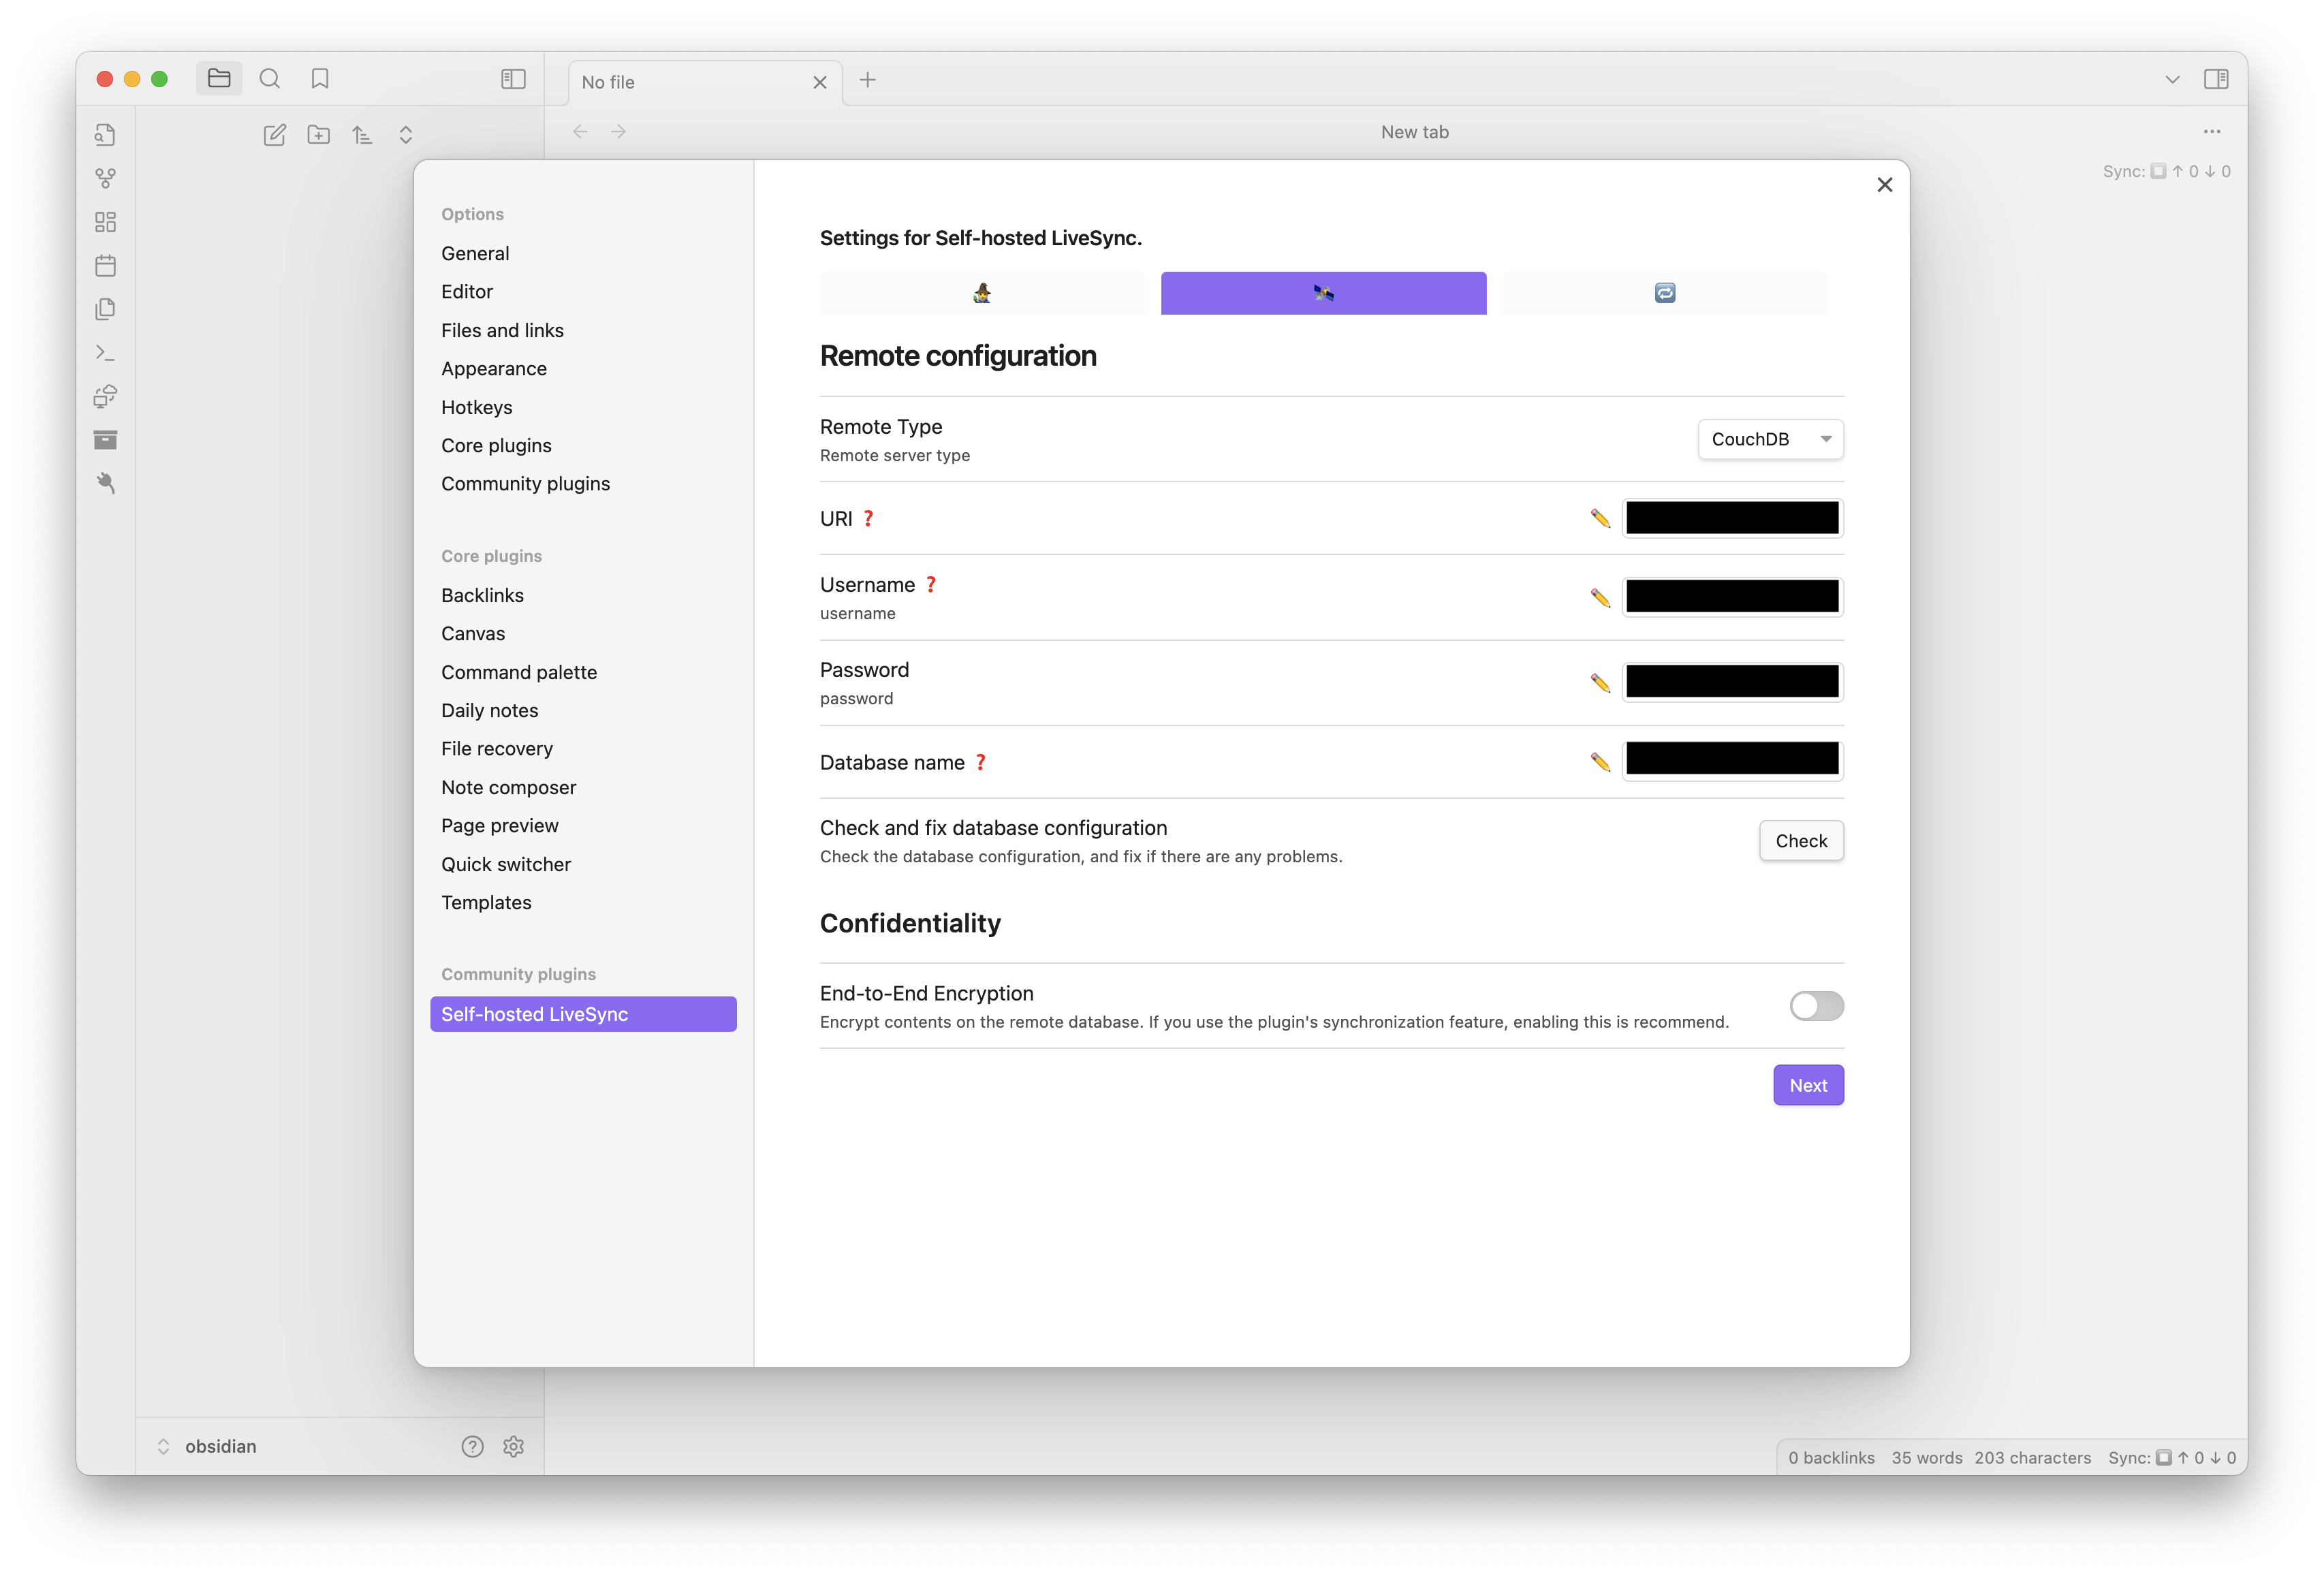 No file
New tab
Sync: ↑ 0 ↓ 0
Options
General
Editor
Files and links
Appearance
Hotkeys
Core plugins
Community plugins
Core plugins
Backlinks
Canvas
Command palette
Daily notes
File recovery
Note composer
Page preview
Quick switcher
Templates
Community plugins
Self-hosted LiveSync
Settings for Self-hosted LiveSync.
Remote configuration
Remote Type
Remote server type
CouchDB
URI ❓
Username ❓
username
Password
password
Database name ❓
Check and fix database configuration
Check the database configuration, and fix if there are any problems.
Check
Confidentiality
End-to-End Encryption
Encrypt contents on the remote database. If you use the plugin's synchronization feature, enabling this is recommend.
Next
obsidian
0 backlinks 35 words 203 characters Sync: ↑ 0 ↓ 0